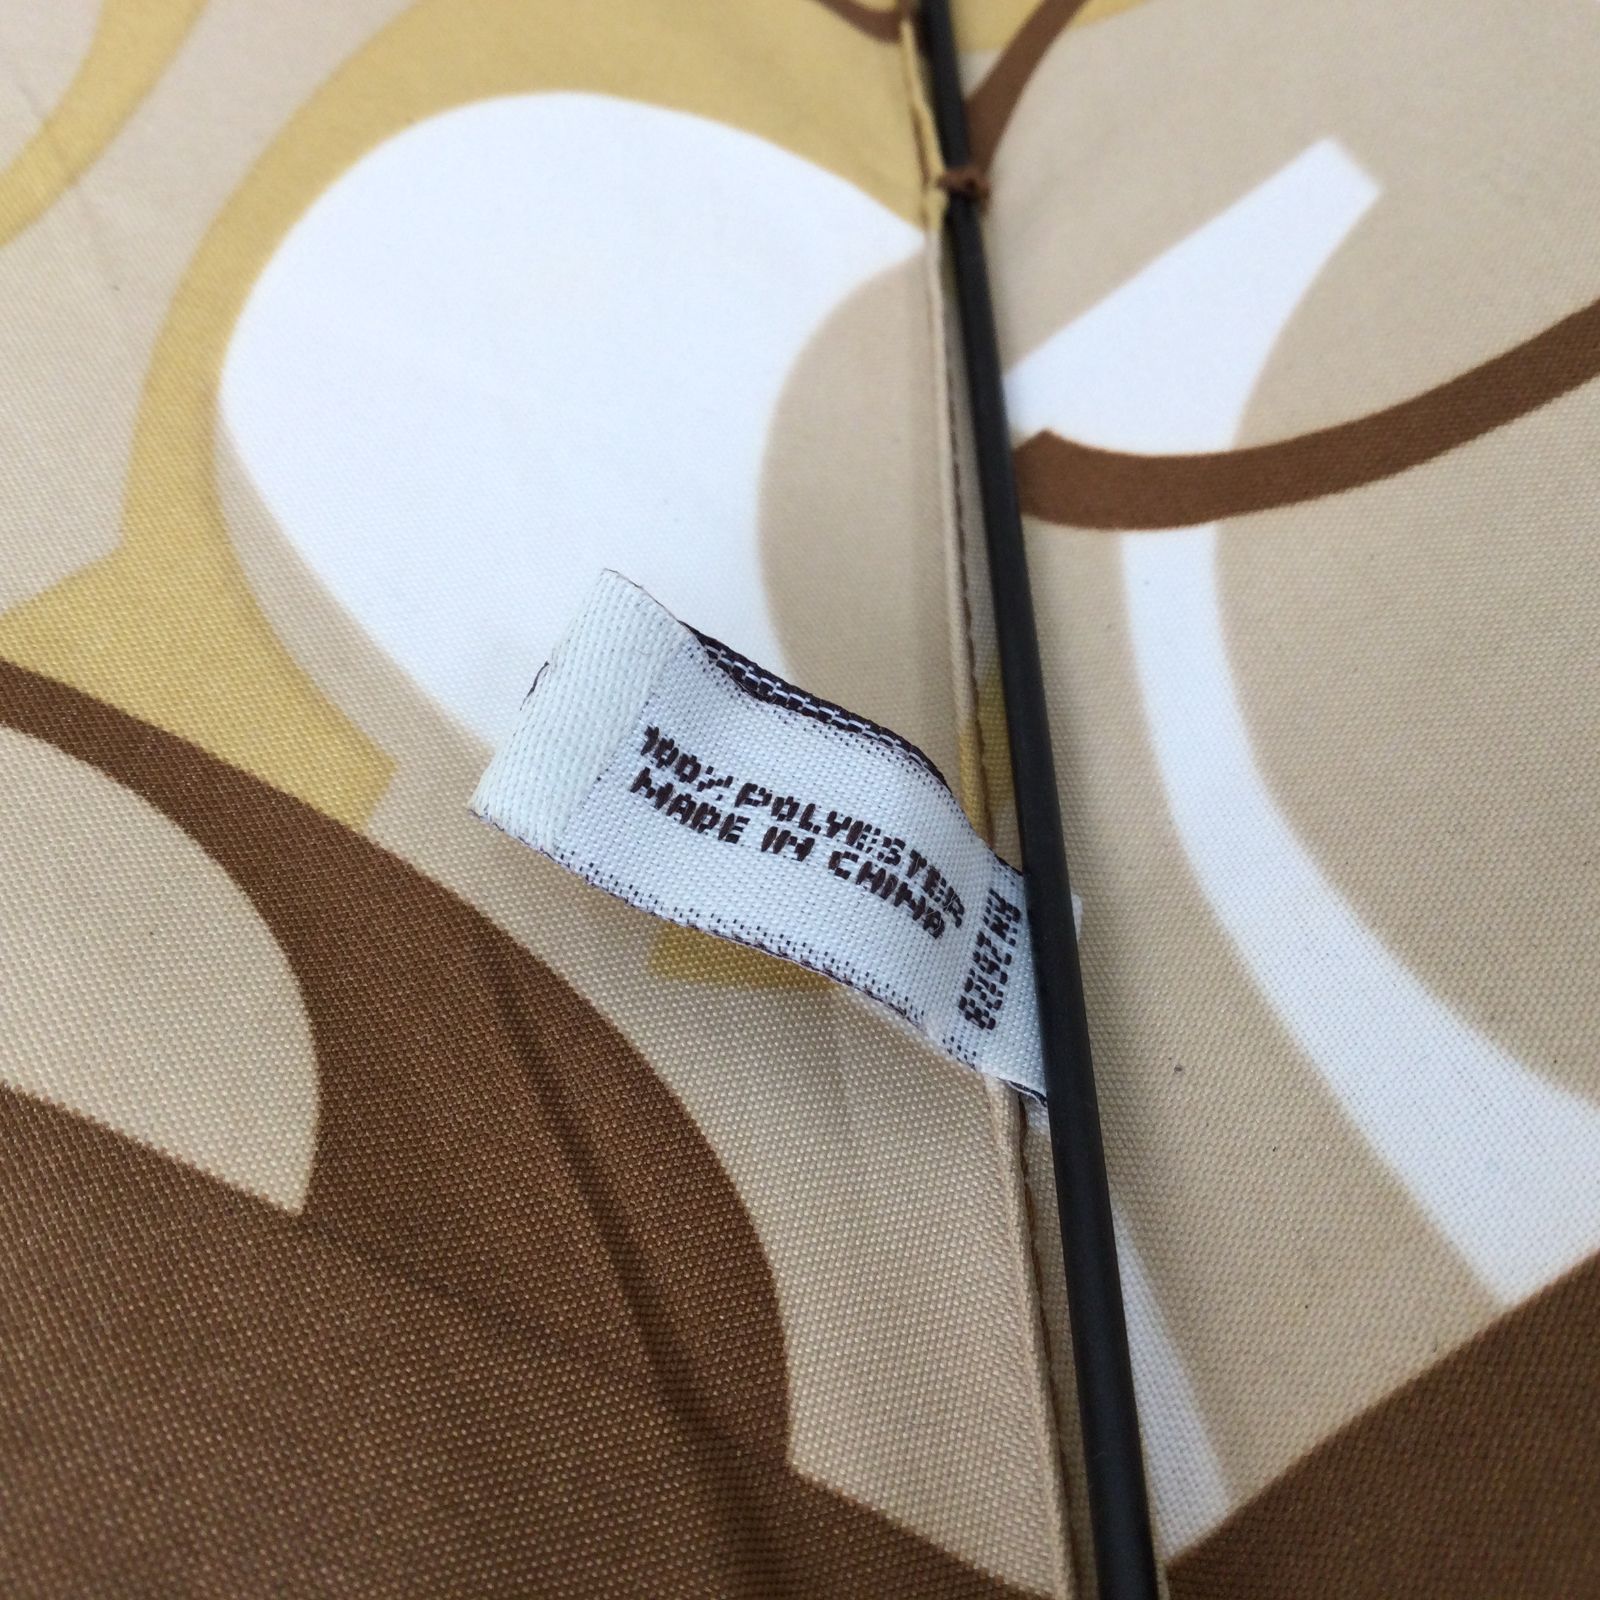 100% POLYESTER
MADE IN CHINA